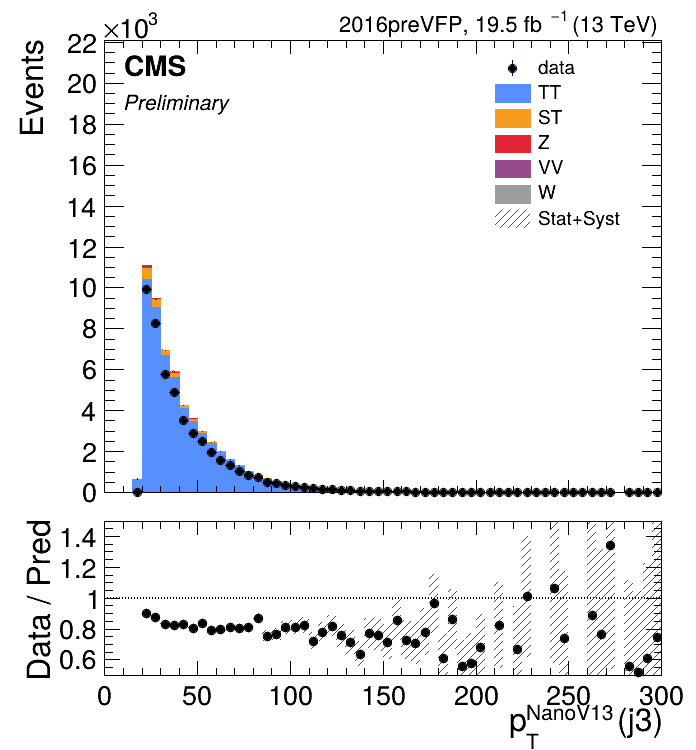 ×10³
2016preVFP, 19.5 fb ⁻¹ (13 TeV)
Events
22
20
18
16
14
12
10
8
6
4
2
0
CMS
Preliminary
data
TT
ST
Z
VV
W
Stat+Syst
Data / Pred
1.4
1.2
1
0.8
0.6
0 50 100 150 200 250 300
p_T^NanoV13 (j3)